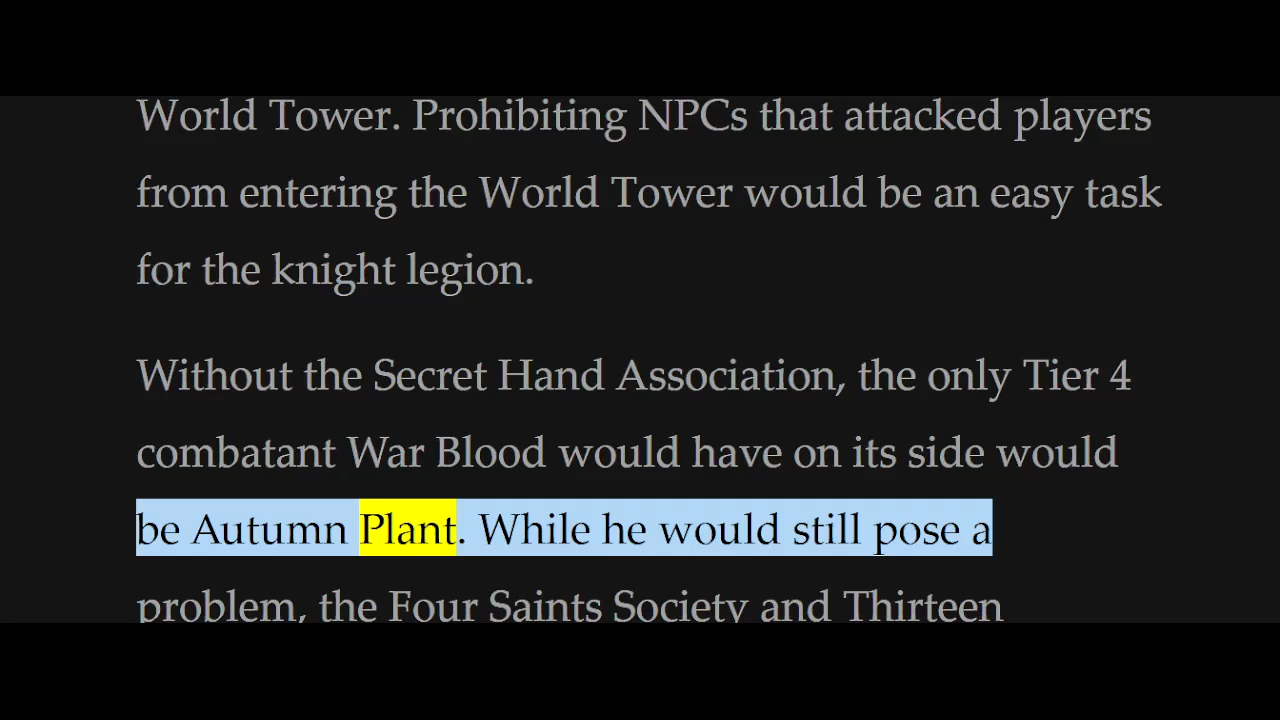 World Tower. Prohibiting NPCs that attacked players
from entering the World Tower would be an easy task
for the knight legion.
Without the Secret Hand Association, the only Tier 4
combatant War Blood would have on its side would
be Autumn Plant. While he would still pose a
problem, the Four Saints Society and Thirteen